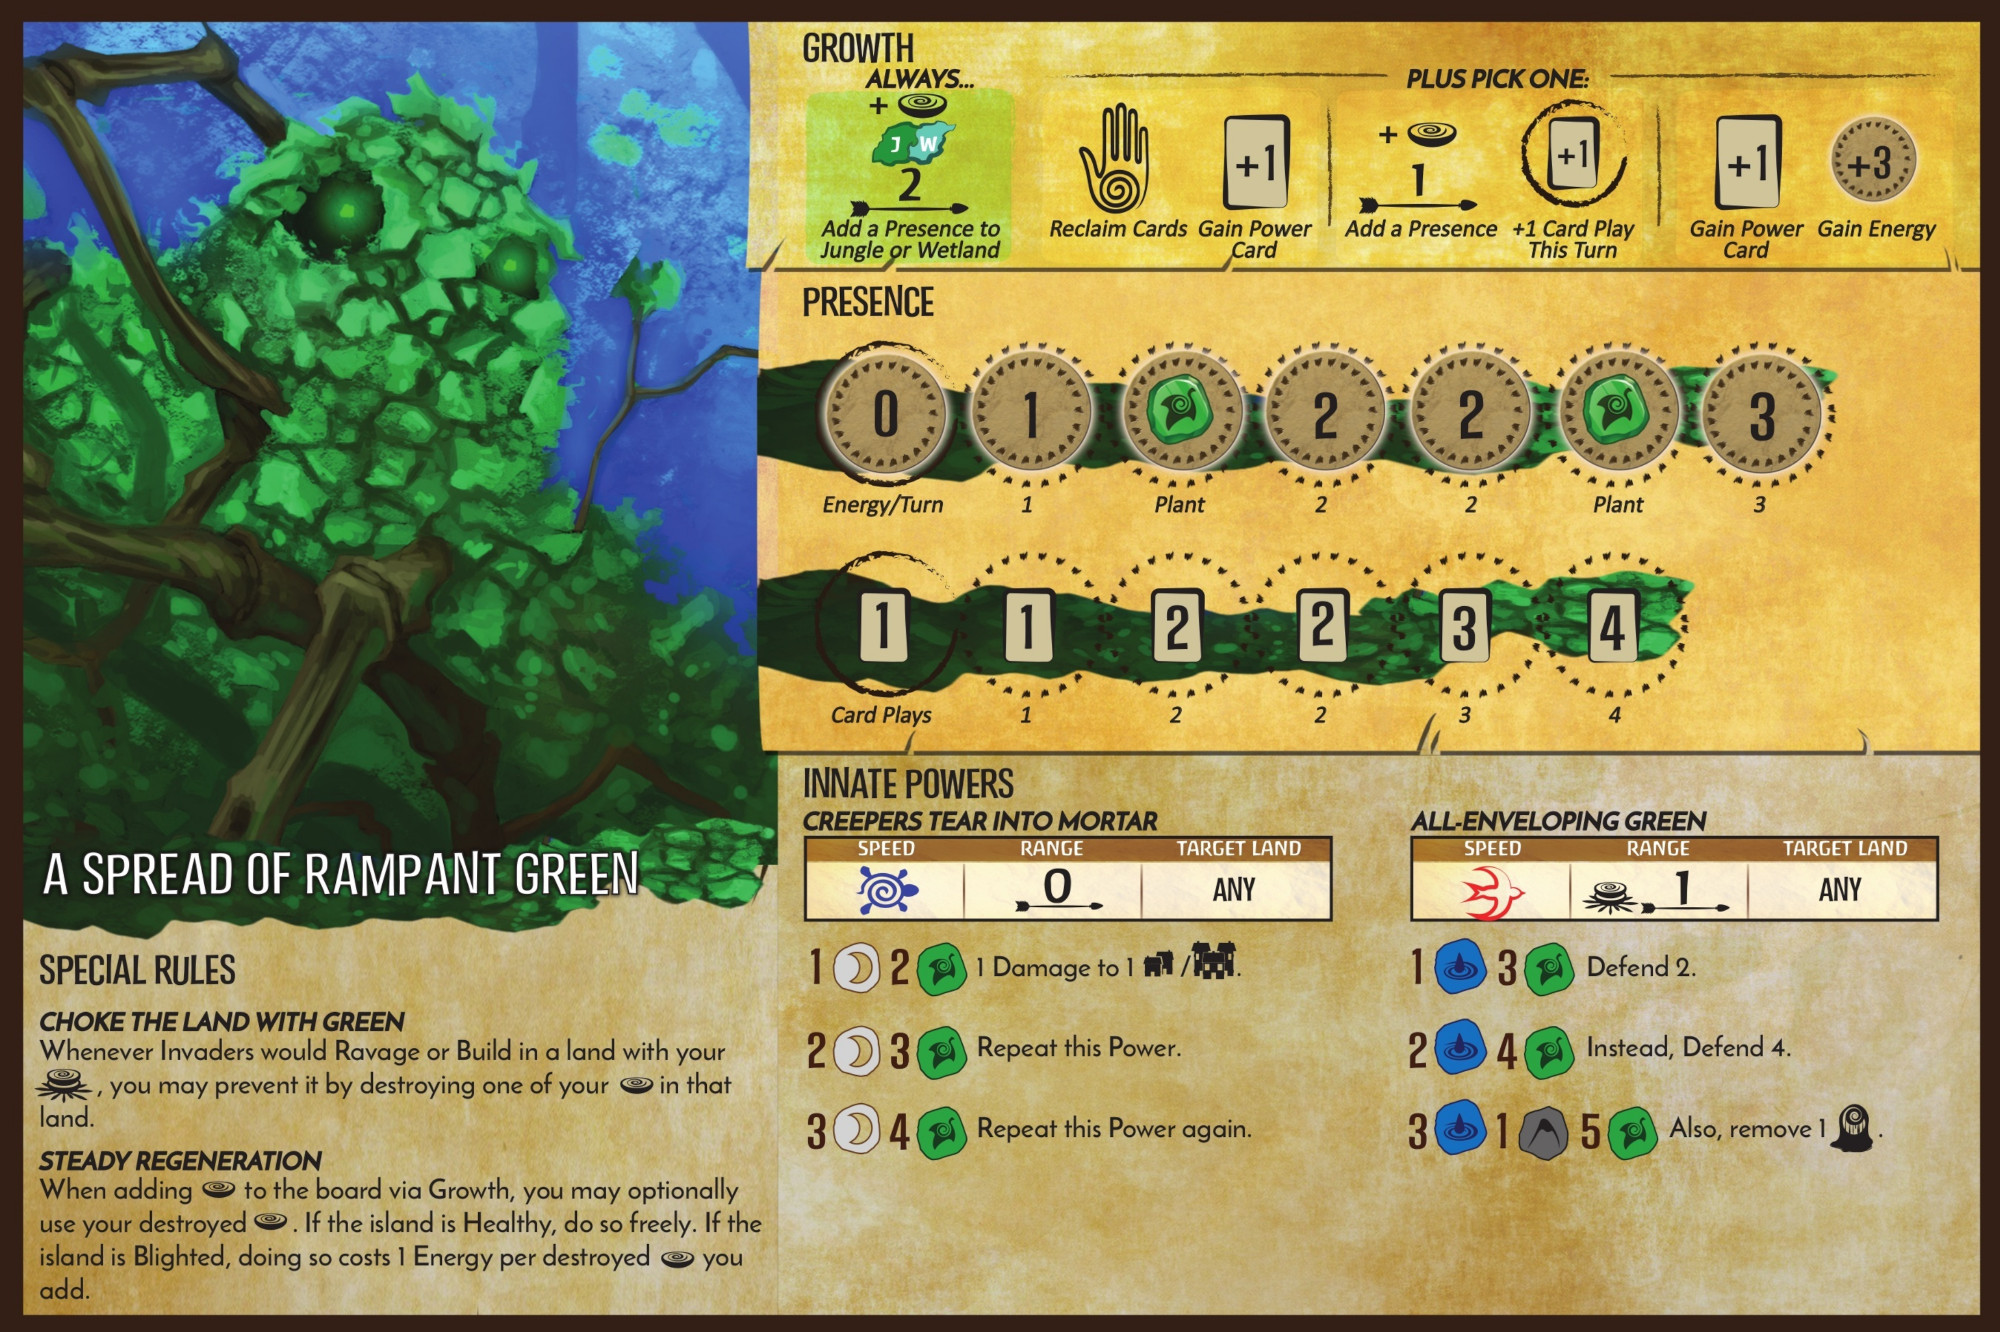 GROWTH
ALWAYS...
PLUS PICK ONE:
+
J W
2
Add a Presence to
Jungle or Wetland
Reclaim Cards
+1
Gain Power
Card
+
1
Add a Presence
+1
+1 Card Play
This Turn
+1
Gain Power
Card
+3
Gain Energy
PRESENCE
0 1 2 2 3
Energy/Turn 1 Plant 2 2 Plant 3
1 1 2 2 3 4
Card Plays 1 2 2 3 4
A SPREAD OF RAMPANT GREEN
SPECIAL RULES
CHOKE THE LAND WITH GREEN
Whenever Invaders would Ravage or Build in a land with your
, you may prevent it by destroying one of your in that
land.
STEADY REGENERATION
When adding to the board via Growth, you may optionally
use your destroyed . If the island is Healthy, do so freely. If the
island is Blighted, doing so costs 1 Energy per destroyed you
add.
INNATE POWERS
CREEPERS TEAR INTO MORTAR
SPEED RANGE TARGET LAND
0 ANY
1 2 1 Damage to 1 / .
2 3 Repeat this Power.
3 4 Repeat this Power again.
ALL-ENVELOPING GREEN
SPEED RANGE TARGET LAND
1 ANY
1 3 Defend 2.
2 4 Instead, Defend 4.
3 1 5 Also, remove 1 .